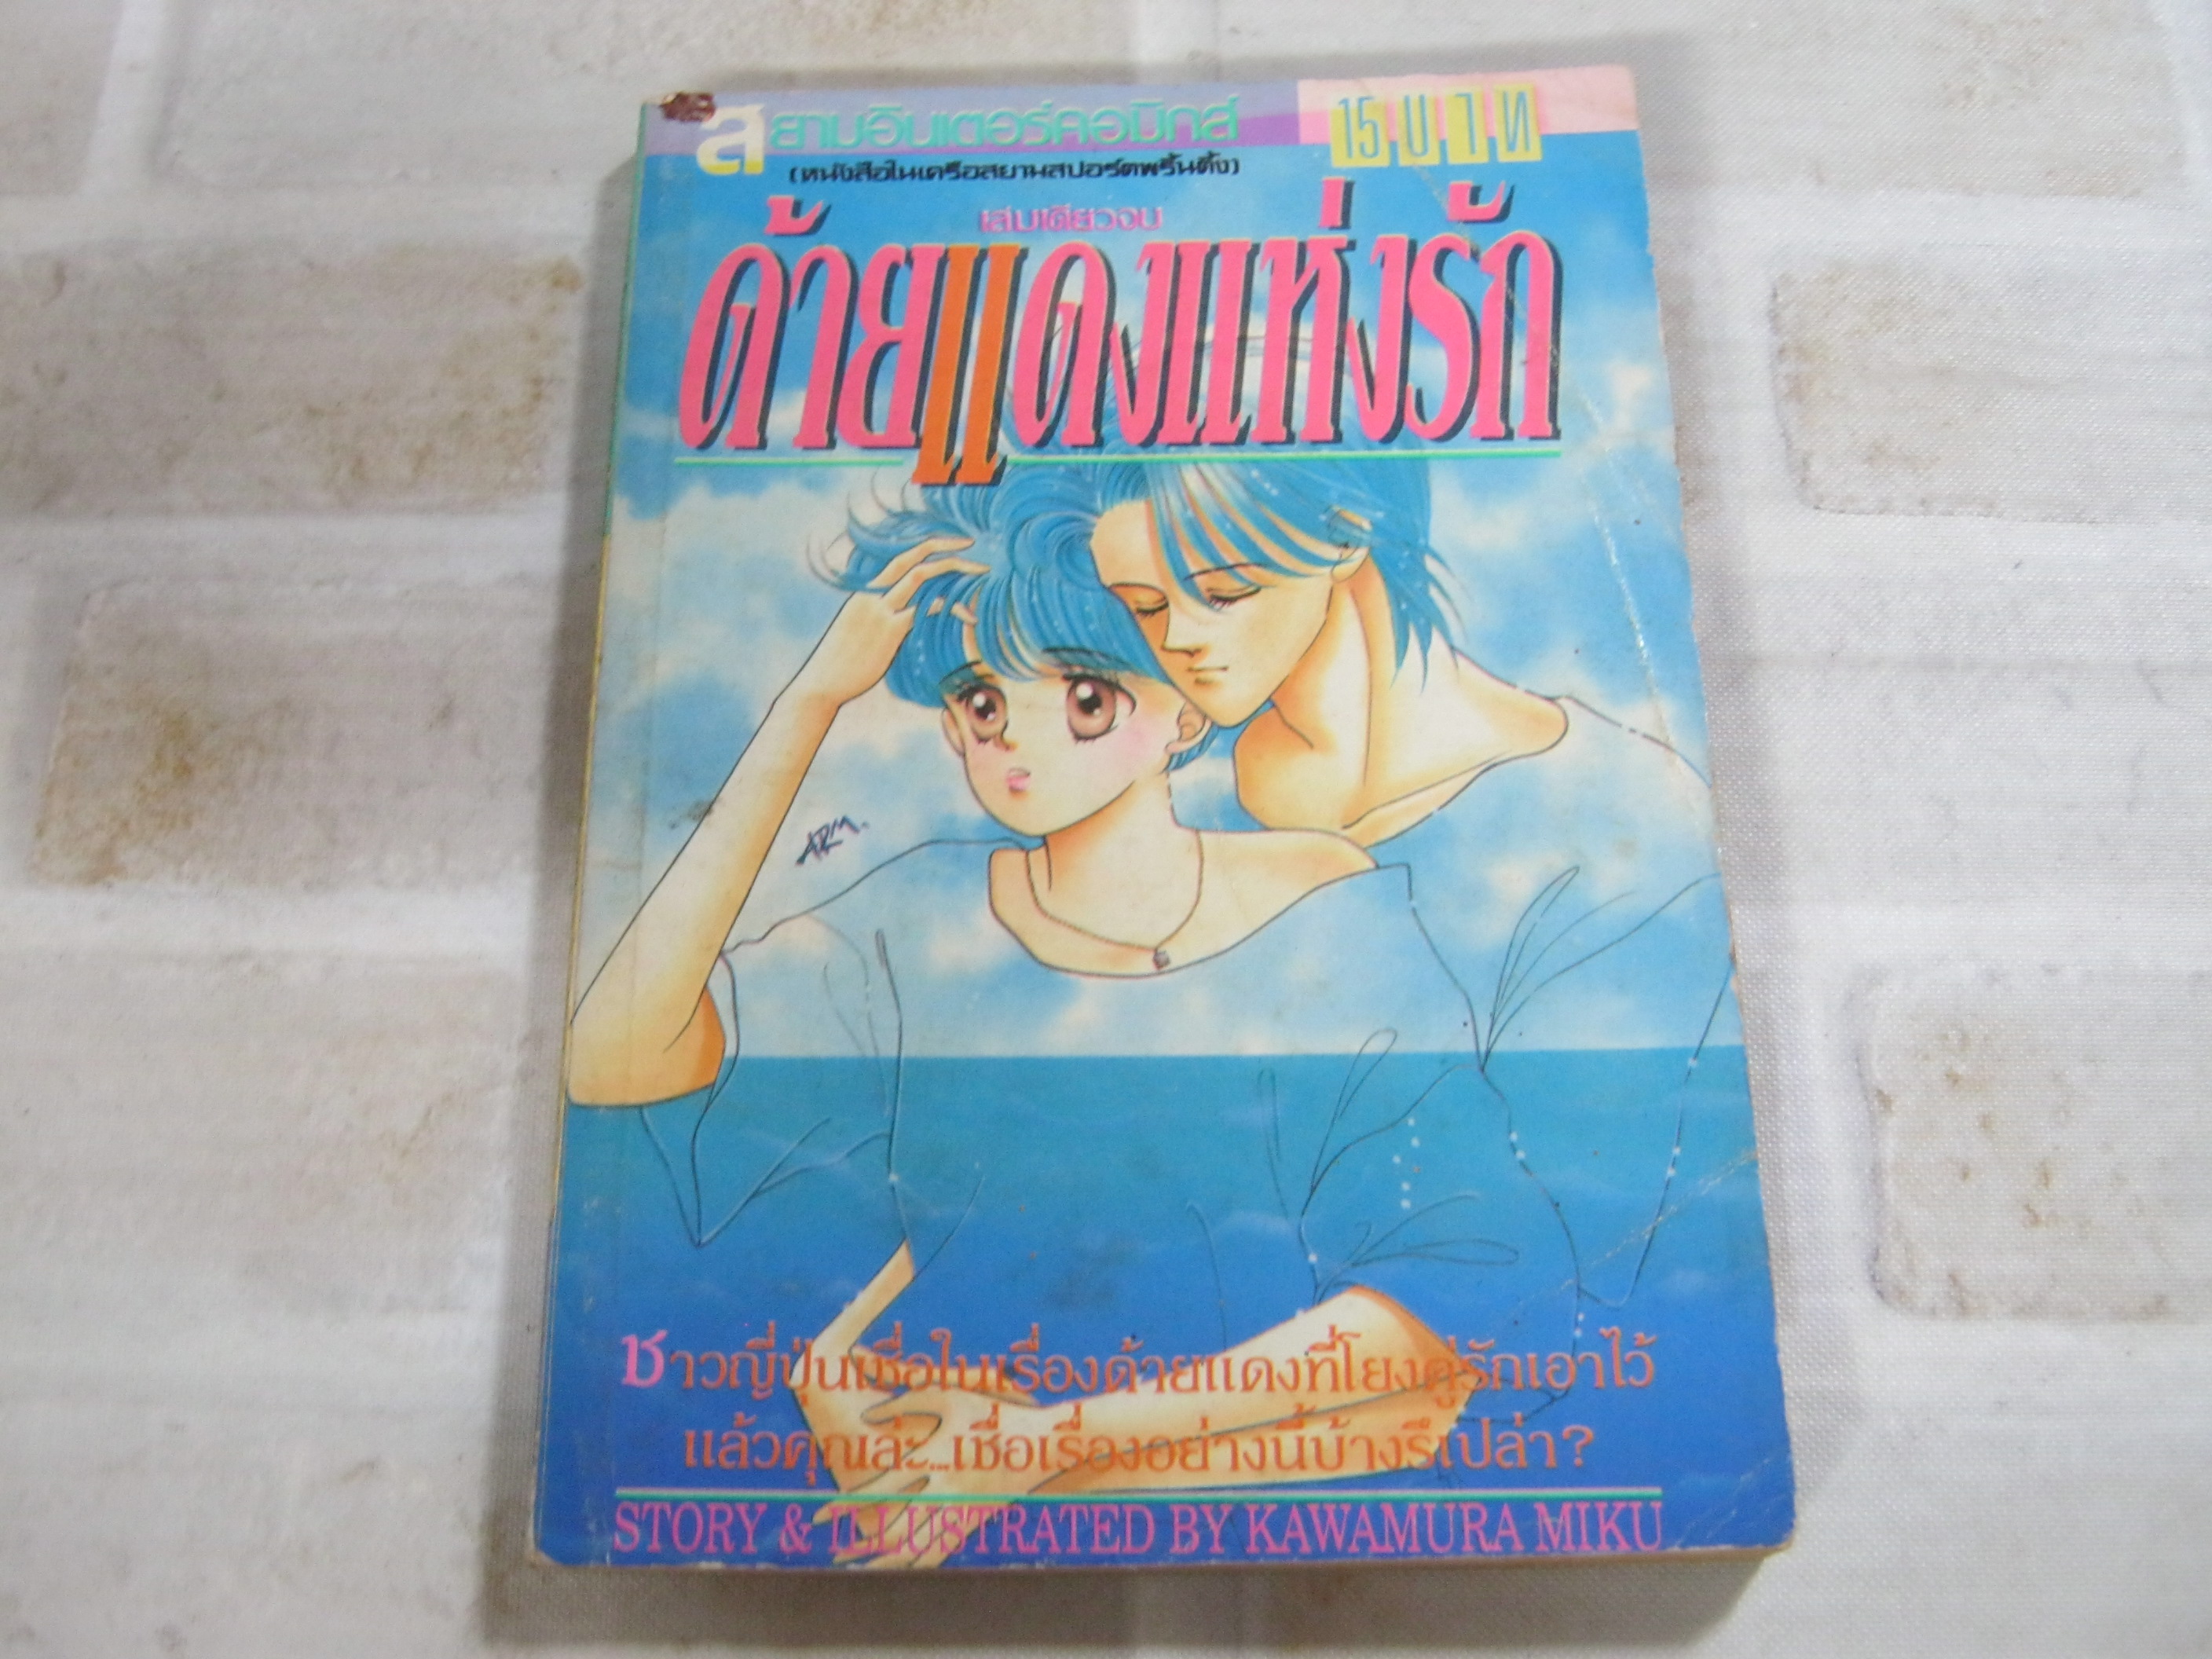 สยามอินเตอร์คอมิกส์
15 บาท
(หนังสือในเครือสยามสปอร์ตพริ้นติ้ง)
เล่มเดียวจบ
ด้ายแดงแห่งรัก
ARM.
ชาวญี่ปุ่นเชื่อในเรื่องด้ายแดงที่โยงคู่รักเอาไว้
แล้วคุณล่ะ...เชื่อเรื่องอย่างนี้บ้างรึเปล่า?
STORY & ILLUSTRATED BY KAWAMURA MIKU